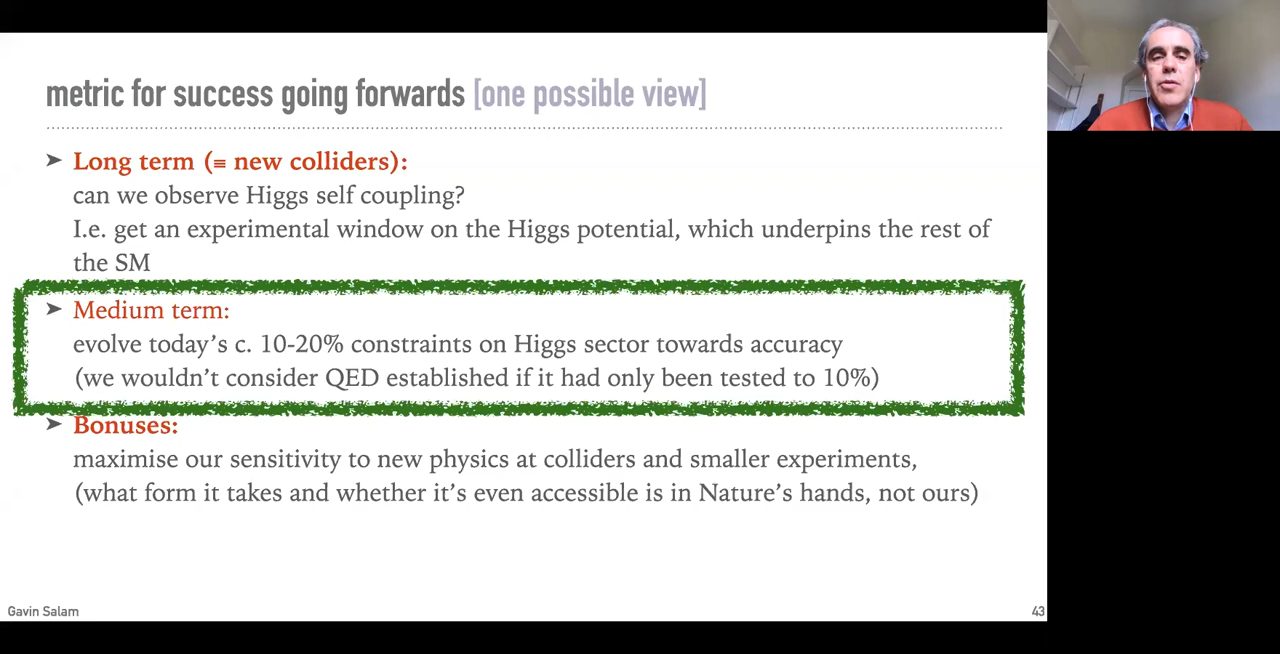 metric for success going forwards [one possible view]
➤ Long term (≡ new colliders):
can we observe Higgs self coupling?
I.e. get an experimental window on the Higgs potential, which underpins the rest of
the SM
➤ Medium term:
evolve today's c. 10-20% constraints on Higgs sector towards accuracy
(we wouldn't consider QED established if it had only been tested to 10%)
➤ Bonuses:
maximise our sensitivity to new physics at colliders and smaller experiments,
(what form it takes and whether it's even accessible is in Nature's hands, not ours)
Gavin Salam
43